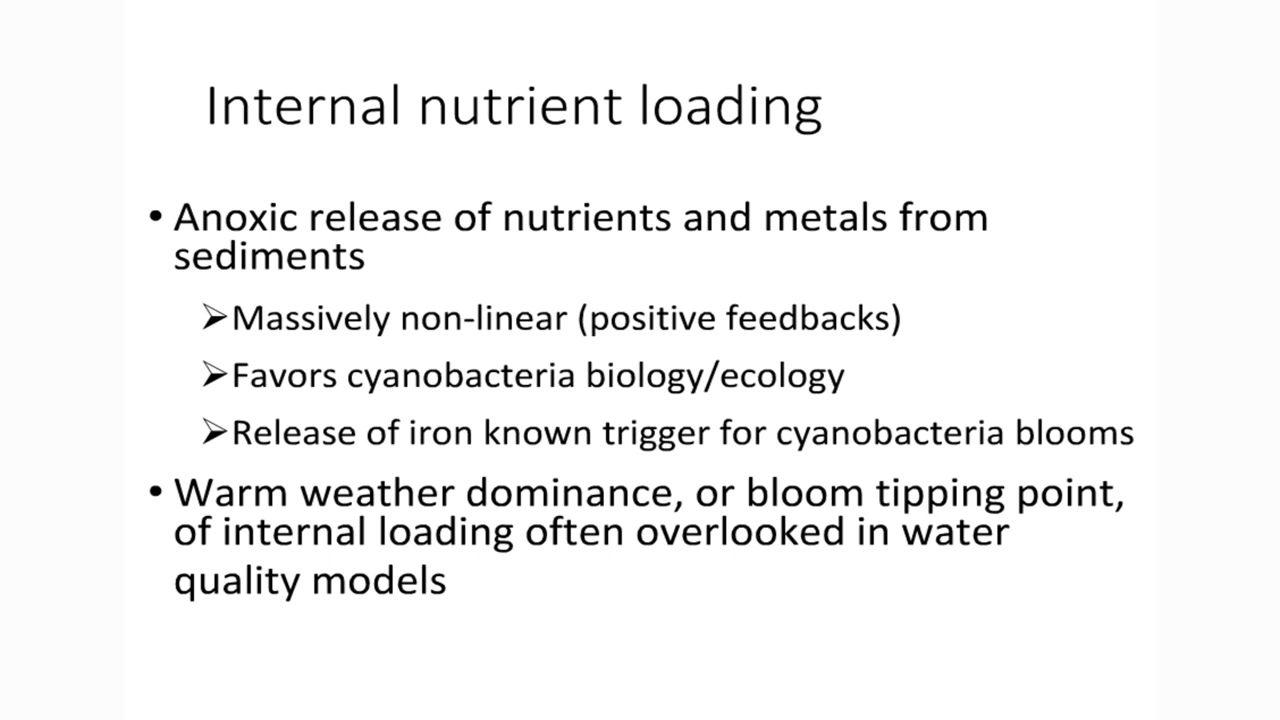 Internal nutrient loading
• Anoxic release of nutrients and metals from
sediments
➢Massively non-linear (positive feedbacks)
➢Favors cyanobacteria biology/ecology
➢Release of iron known trigger for cyanobacteria blooms
• Warm weather dominance, or bloom tipping point,
of internal loading often overlooked in water
quality models